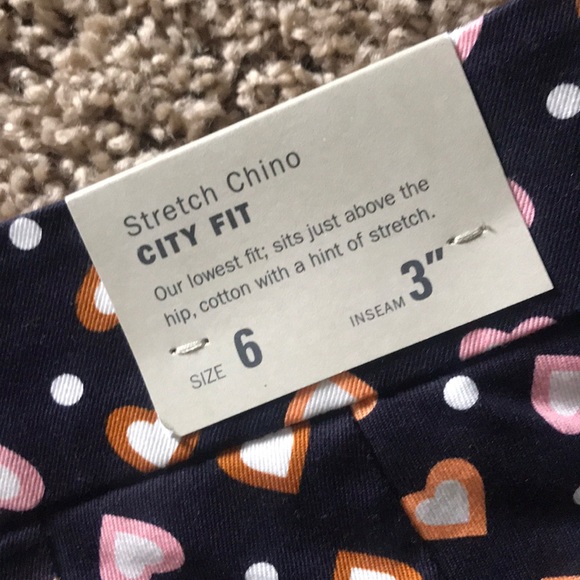 Stretch Chino
CITY FIT
Our lowest fit; sits just above the
hip, cotton with a hint of stretch.
SIZE 6 INSEAM 3"